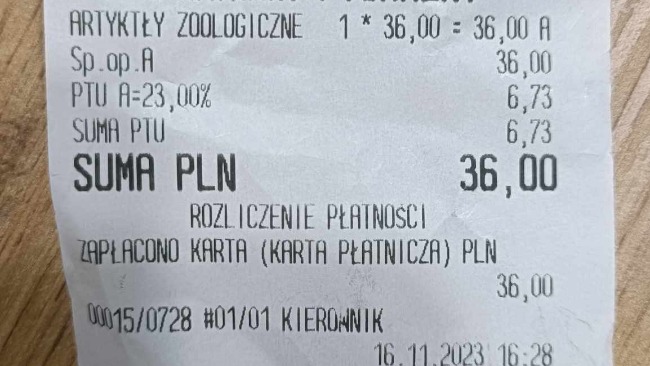 ARTYKTŁY ZOOLOGICZNE 1 * 36,00 = 36,00 A
Sp.op.A 36,00
PTU A=23,00% 6,73
SUMA PTU 6,73
SUMA PLN 36,00
ROZLICZENIE PŁATNOŚCI
ZAPŁACONO KARTA (KARTA PŁATNICZA) PLN
36,00
00015/0728 #01/01 KIEROWNIK
16.11.2023 16:28